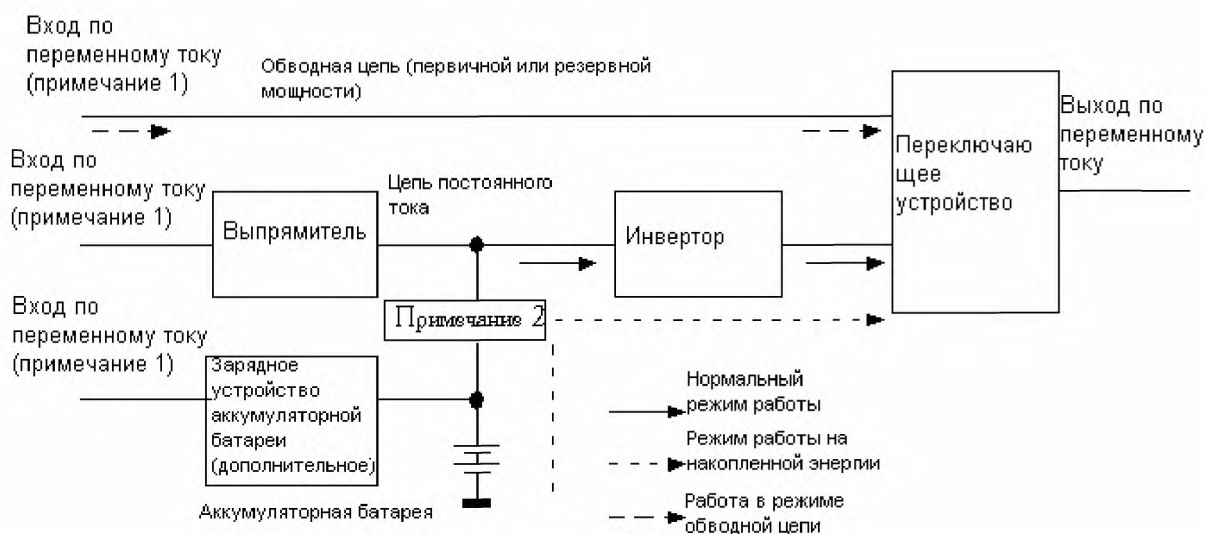 Вход по
переменному току
(примечание 1)
Обводная цепь (первичной или резервной
мощности)
Переключаю
щее
устройство
Выход по
переменному
току
Вход по
переменному току
(примечание 1)
Выпрямитель
Цепь постоянного
тока
Инвертор
Вход по
переменному току
(примечание 1)
Примечание 2
Зарядное
устройство
аккумуляторной
батареи
(дополнительное)
Аккумуляторная батарея
Нормальный
режим работы
Режим работы на
накопленной энергии
Работа в режиме
обводной цепи